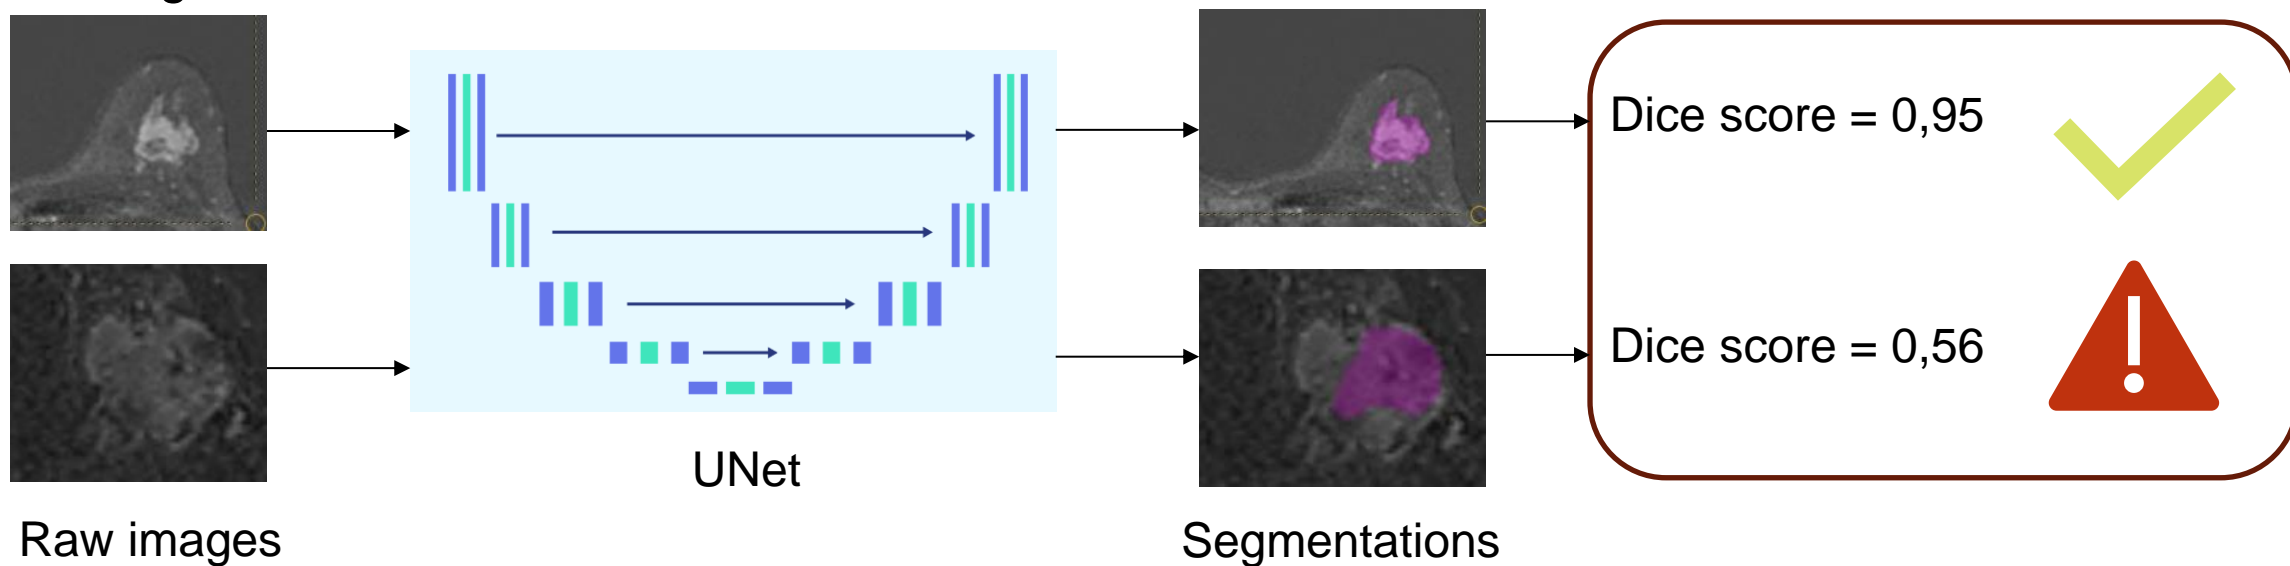 Dice score = 0,95
Dice score = 0,56
UNet
Raw images
Segmentations